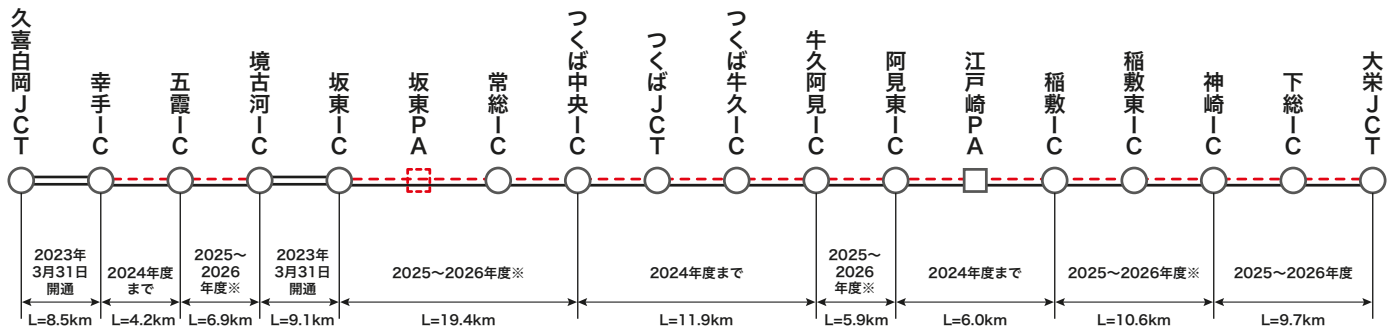 久喜白岡JCT
幸手IC
五霞IC
境古河IC
坂東IC
坂東PA
常総IC
つくば中央IC
つくばJCT
つくば牛久IC
牛久阿見IC
阿見東IC
江戸崎PA
稲敷IC
稲敷東IC
神崎IC
下総IC
大栄JCT
2023年
3月31日
開通
2024年度
まで
2025〜
2026
年度※
2023年
3月31日
開通
2025〜2026年度※
2024年度まで
2025〜
2026
年度※
2024年度まで
2025〜2026年度※
2025〜2026年度
L=8.5km
L=4.2km
L=6.9km
L=9.1km
L=19.4km
L=11.9km
L=5.9km
L=6.0km
L=10.6km
L=9.7km